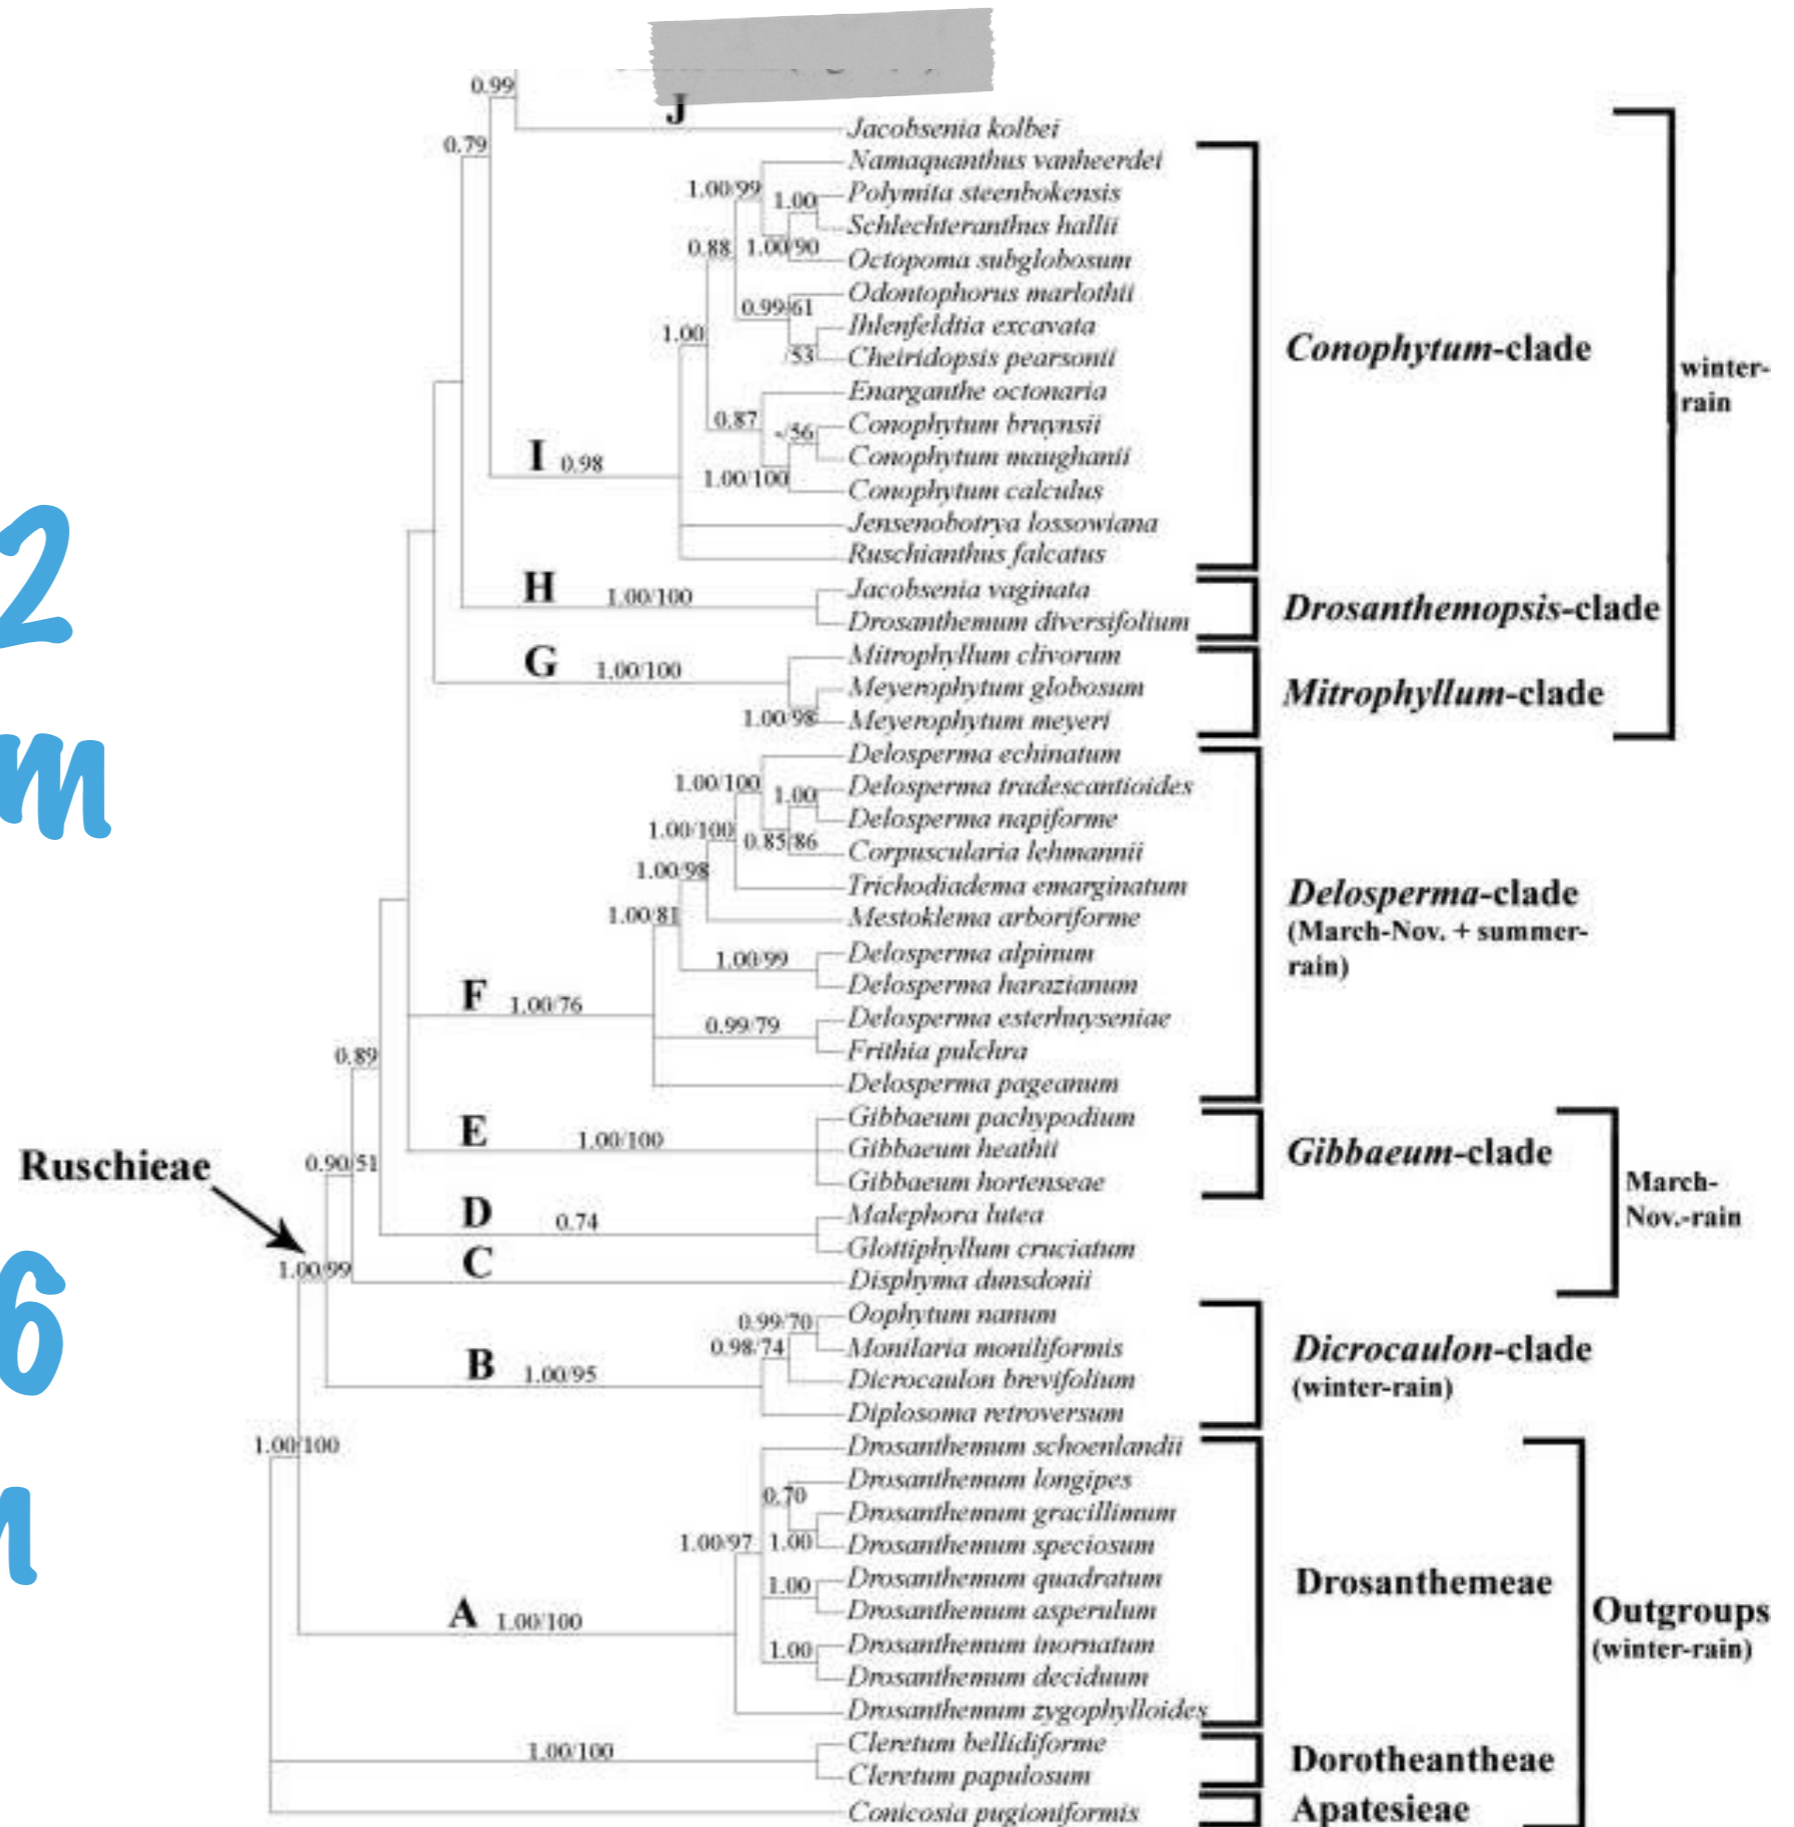 0.99
J
Jacobsenia kolbei
0.79
Namaquanthus vanheerdei
1.00/99
Polymita steenbokensis
1.00
Schlechteranthus hallii
0.88
1.00/90
Octopoma subglobosum
Odontophorus marlothii
0.99/61
Ihlenfeldtia excavata
1.00
/53
Cheiridopsis pearsonii
Conophytum-clade
winter-
rain
Enarganthe octonaria
0.87
Conophytum bruynsii
-/56
Conophytum maughanii
I
0.98
1.00/100
Conophytum calculus
Jensenobotrya lossowiana
Ruschianthus falcatus
2
H
1.00/100
Jacobsenia vaginata
Drosanthemum diversifolium
Drosanthemopsis-clade
G
1.00/100
Mitrophyllum clivorum
Meyerophytum globosum
1.00/98
Meyerophytum meyeri
Mitrophyllum-clade
m
Delosperma echinatum
1.00/100
Delosperma tradescantioides
1.00
Delosperma napiforme
1.00/100
0.85/86
Corpuscularia lehmannii
1.00/98
Trichodiadema emarginatum
1.00/81
Mestoklema arboriforme
Delosperma-clade
(March-Nov. + summer-
rain)
1.00/99
Delosperma alpinum
Delosperma harazianum
F
1.00/76
0.99/79
Delosperma esterhuyseniae
Frithia pulchra
0.89
Delosperma pageanum
Gibbaeum pachypodium
E
1.00/100
Gibbaeum heathii
Gibbaeum hortenseae
Gibbaeum-clade
Ruschieae
0.90/51
March-
Nov.-rain
D
0.74
Malephora lutea
Glottiphyllum cruciatum
1.00/99
C
Disphyma dunsdonii
6
0.99/70
Oophytum nanum
0.98/74
Monilaria moniliformis
B
1.00/95
Dicrocaulon brevifolium
Diplosoma retroversum
Dicrocaulon-clade
(winter-rain)
1.00/100
Drosanthemum schoenlandii
Drosanthemum longipes
0.70
Drosanthemum gracillimum
1.00/97
1.00
Drosanthemum speciosum
Drosanthemum quadratum
1.00
Drosanthemum asperulum
A
1.00/100
Drosanthemum inornatum
1.00
Drosanthemum deciduum
Drosanthemum zygophylloides
Drosanthemeae
Outgroups
(winter-rain)
1.00/100
Cleretum bellidiforme
Cleretum papulosum
Dorotheantheae
Conicosia pugioniformis
Apatesieae